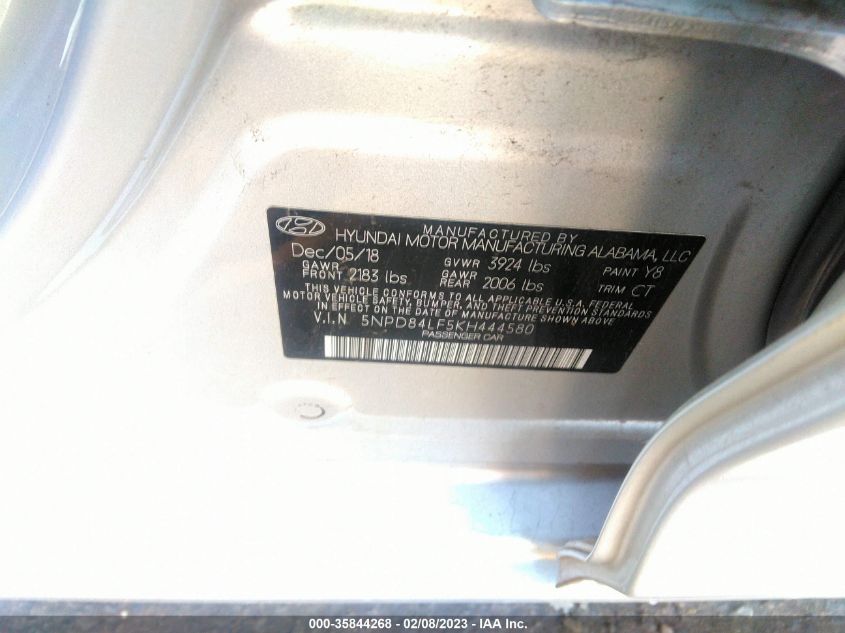 MANUFACTURED BY
HYUNDAI MOTOR MANUFACTURING ALABAMA, LLC
Dec/05/18 GVWR 3924 lbs PAINT Y8
GAWR FRONT 2183 lbs GAWR REAR 2006 lbs TRIM CT
THIS VEHICLE CONFORMS TO ALL APPLICABLE U.S.A. FEDERAL
MOTOR VEHICLE SAFETY, BUMPER, AND THEFT PREVENTION STANDARDS
IN EFFECT ON THE DATE OF MANUFACTURE SHOWN ABOVE
V.I.N 5NPD84LF5KH444580
PASSENGER CAR
000-35844268 - 02/08/2023 - IAA Inc.